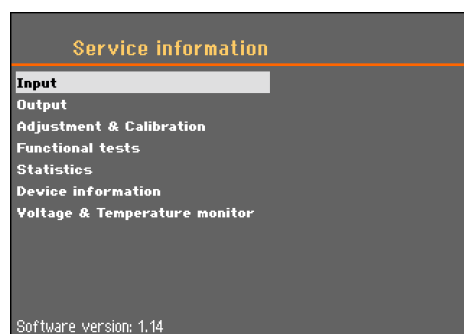 Service information
Input
Output
Adjustment & Calibration
Functional tests
Statistics
Device information
Voltage & Temperature monitor
Software version: 1.14